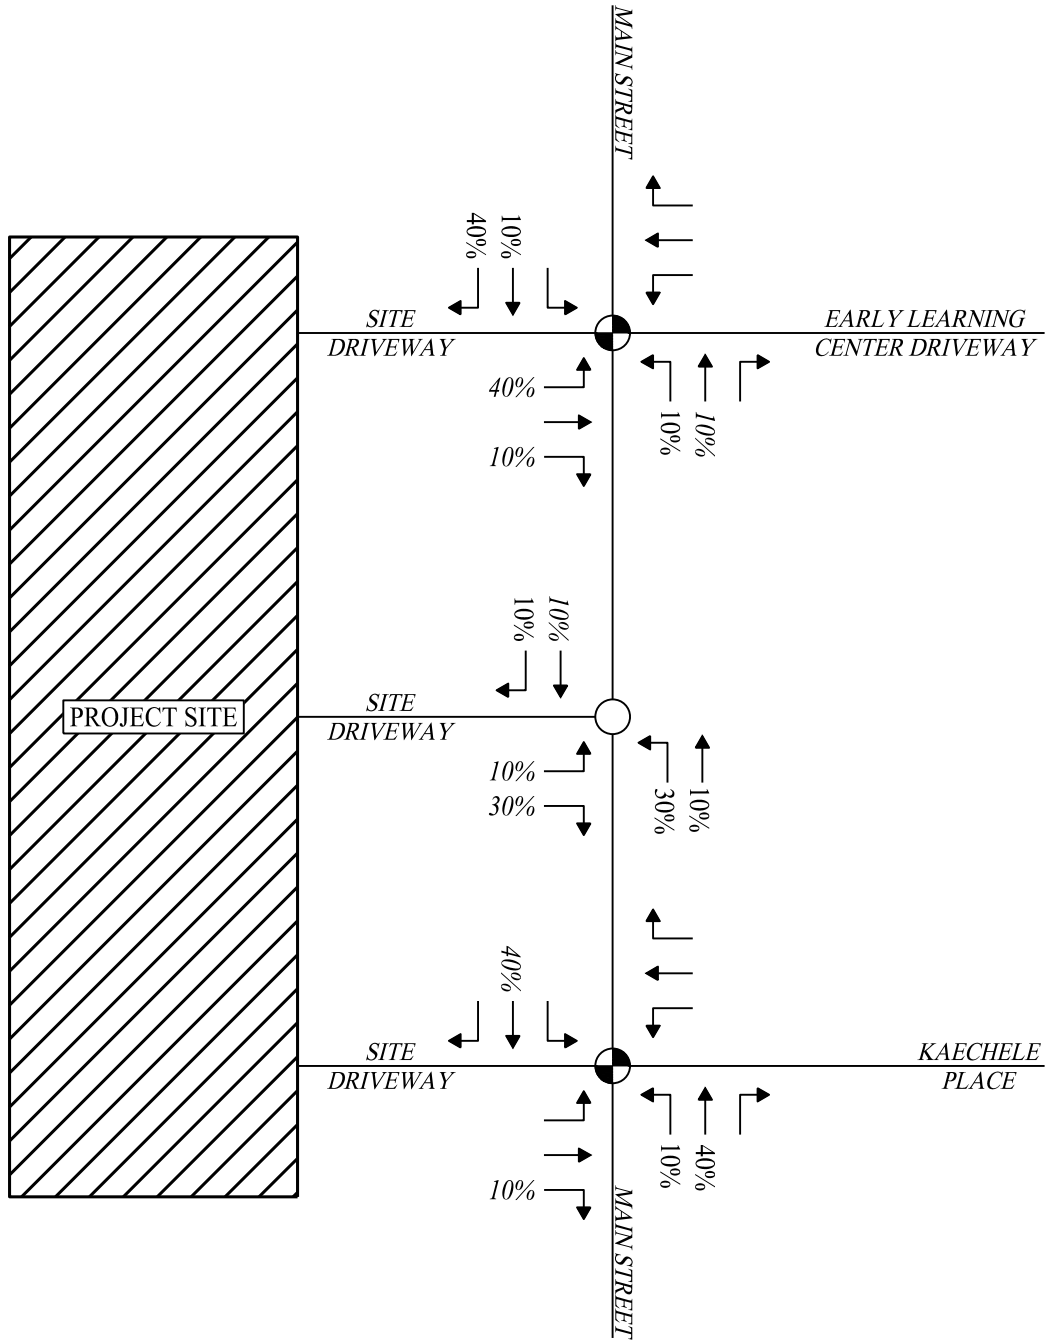 MAIN STREET
40%
10%
SITE
DRIVEWAY
EARLY LEARNING
CENTER DRIVEWAY
40%
10%
10%
10%
10%
10%
PROJECT SITE
SITE
DRIVEWAY
10%
30%
30%
10%
40%
SITE
DRIVEWAY
KAECHELE
PLACE
10%
40%
10%
MAIN STREET